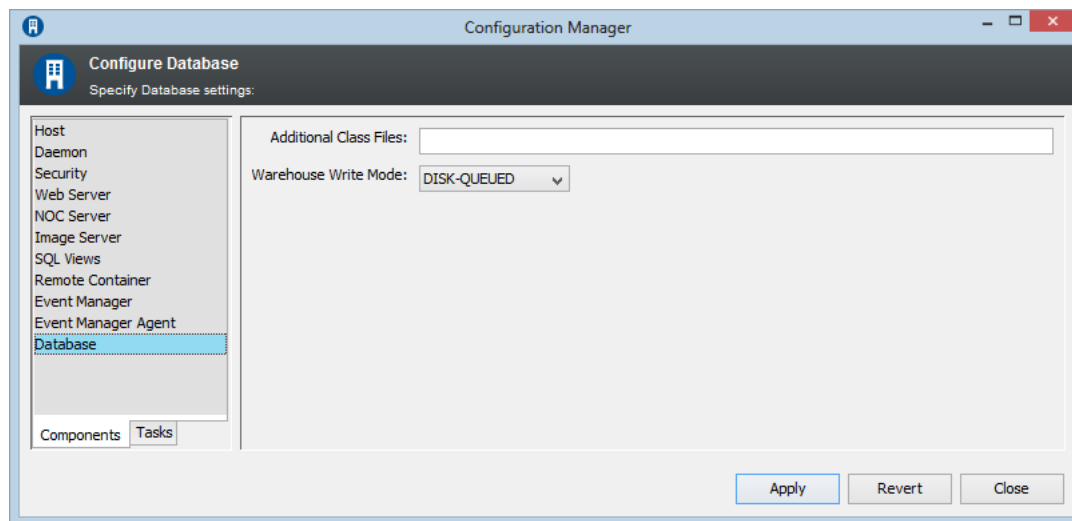 Configuration Manager
Configure Database
Specify Database settings:
Host
Daemon
Security
Web Server
NOC Server
Image Server
SQL Views
Remote Container
Event Manager
Event Manager Agent
Database
Components Tasks
Additional Class Files:
Warehouse Write Mode: DISK-QUEUED
Apply Revert Close